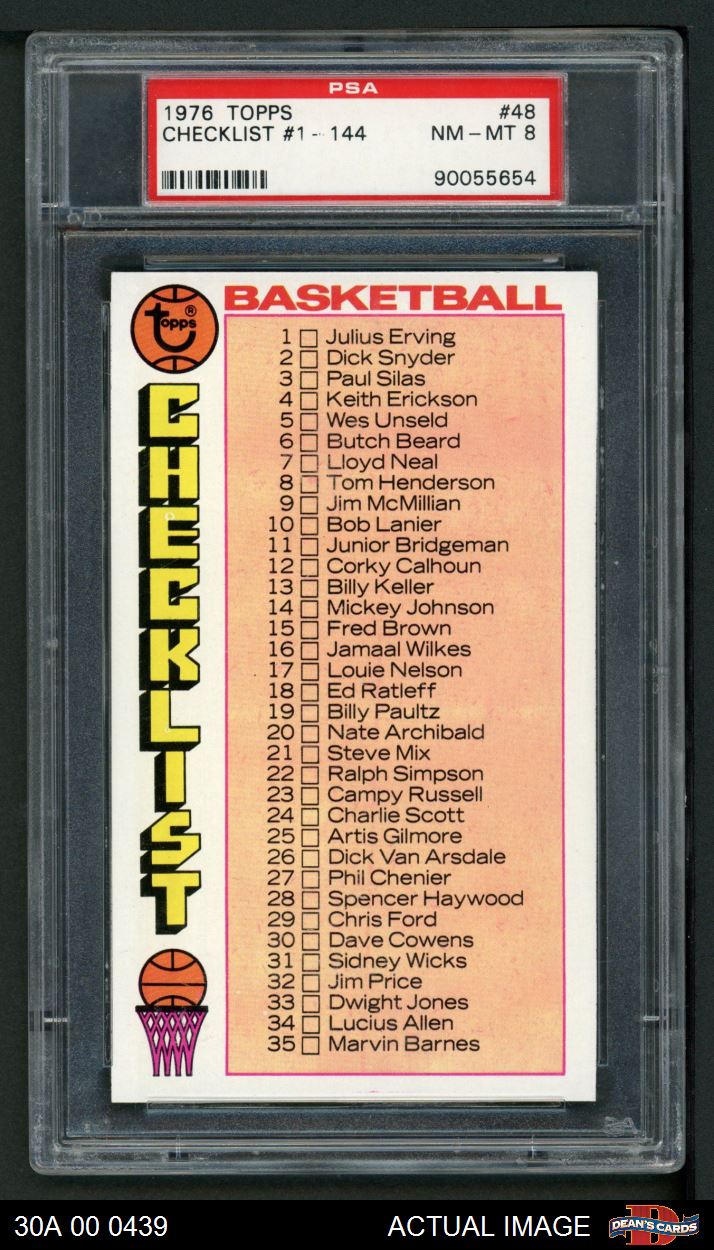 PSA
1976 TOPPS #48
CHECKLIST #1 - 144 NM - MT 8
90055654
topps ®
BASKETBALL
CHECKLIST
1 Julius Erving
2 Dick Snyder
3 Paul Silas
4 Keith Erickson
5 Wes Unseld
6 Butch Beard
7 Lloyd Neal
8 Tom Henderson
9 Jim McMillian
10 Bob Lanier
11 Junior Bridgeman
12 Corky Calhoun
13 Billy Keller
14 Mickey Johnson
15 Fred Brown
16 Jamaal Wilkes
17 Louie Nelson
18 Ed Ratleff
19 Billy Paultz
20 Nate Archibald
21 Steve Mix
22 Ralph Simpson
23 Campy Russell
24 Charlie Scott
25 Artis Gilmore
26 Dick Van Arsdale
27 Phil Chenier
28 Spencer Haywood
29 Chris Ford
30 Dave Cowens
31 Sidney Wicks
32 Jim Price
33 Dwight Jones
34 Lucius Allen
35 Marvin Barnes
30A 00 0439 ACTUAL IMAGE DEAN'S CARDS